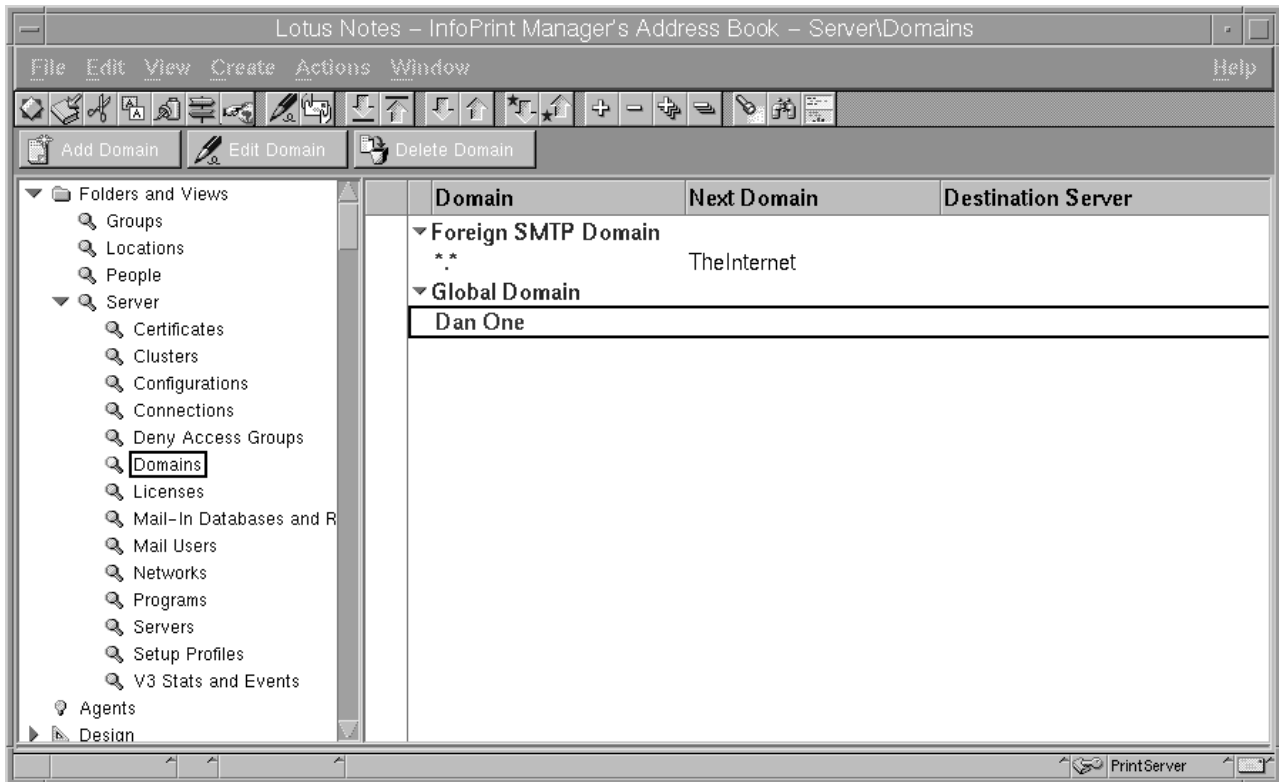 Lotus Notes – InfoPrint Manager's Address Book – Server\Domains
File Edit View Create Actions Window Help
Add Domain Edit Domain Delete Domain
Folders and Views
Groups
Locations
People
Server
Certificates
Clusters
Configurations
Connections
Deny Access Groups
Domains
Licenses
Mail-In Databases and R
Mail Users
Networks
Programs
Servers
Setup Profiles
V3 Stats and Events
Agents
Design
Domain Next Domain Destination Server
Foreign SMTP Domain
*.* TheInternet
Global Domain
Dan One
PrintServer